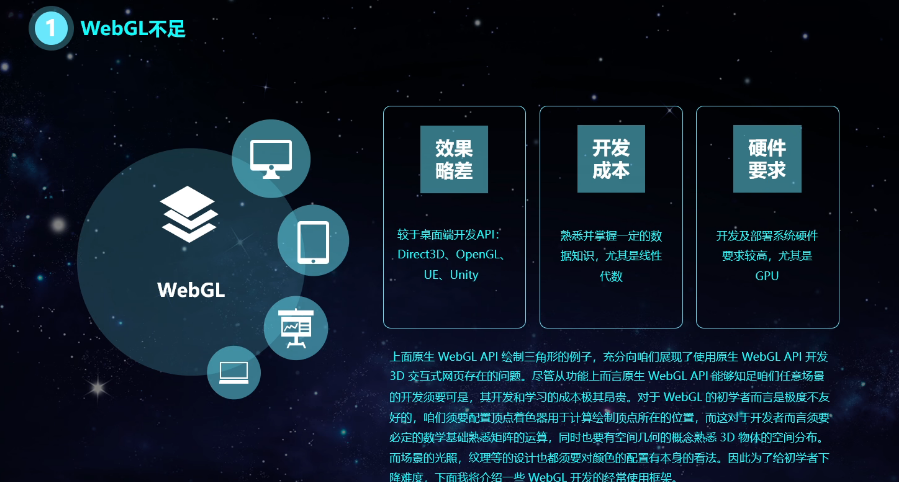 1 WebGL不足
WebGL
效果
略差
较于桌面端开发API：
Direct3D、OpenGL、
UE、Unity
开发
成本
熟悉并掌握一定的数
据知识，尤其是线性
代数
硬件
要求
开发及部署系统硬件
要求较高，尤其是
GPU
上面原生 WebGL API 绘制三角形的例子，充分向咱们展现了使用原生 WebGL API 开发
3D 交互式网页存在的问题。尽管从功能上而言原生 WebGL API 能够知足咱们任意场景
的开发须要可是，其开发和学习的成本极其昂贵。对于 WebGL 的初学者而言是极度不友
好的，咱们须要配置顶点着色器用于计算绘制顶点所在的位置，而这对于开发者而言须要
必定的数学基础熟悉矩阵的运算，同时也要有空间几何的概念熟悉 3D 物体的空间分布。
而场景的光照，纹理等的设计也都须要对颜色的配置有本身的看法。因此为了给初学者下
降难度，下面我将介绍一些 WebGL 开发的经常使用框架。